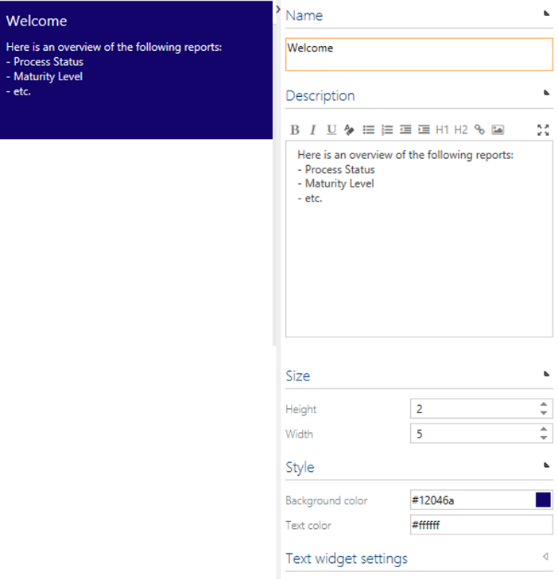 Welcome
Here is an overview of the following reports:
- Process Status
- Maturity Level
- etc.
Name
Welcome
Description
B I U H1 H2
Here is an overview of the following reports:
- Process Status
- Maturity Level
- etc.
Size
Height 2
Width 5
Style
Background color #12046a
Text color #ffffff
Text widget settings